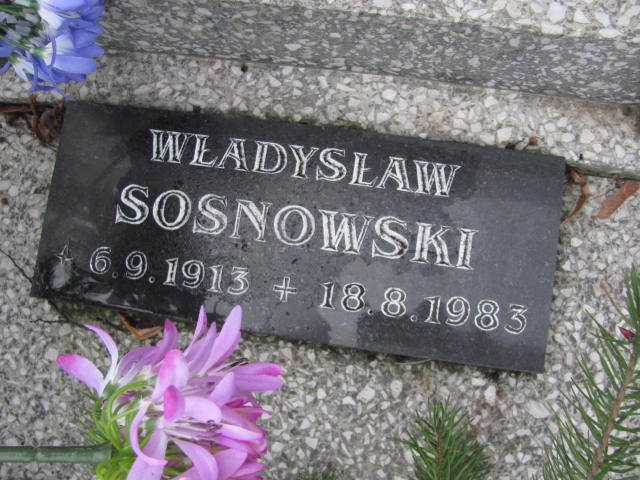 WŁADYSŁAW
SOSNOWSKI
* 6.9.1913 + 18.8.1983